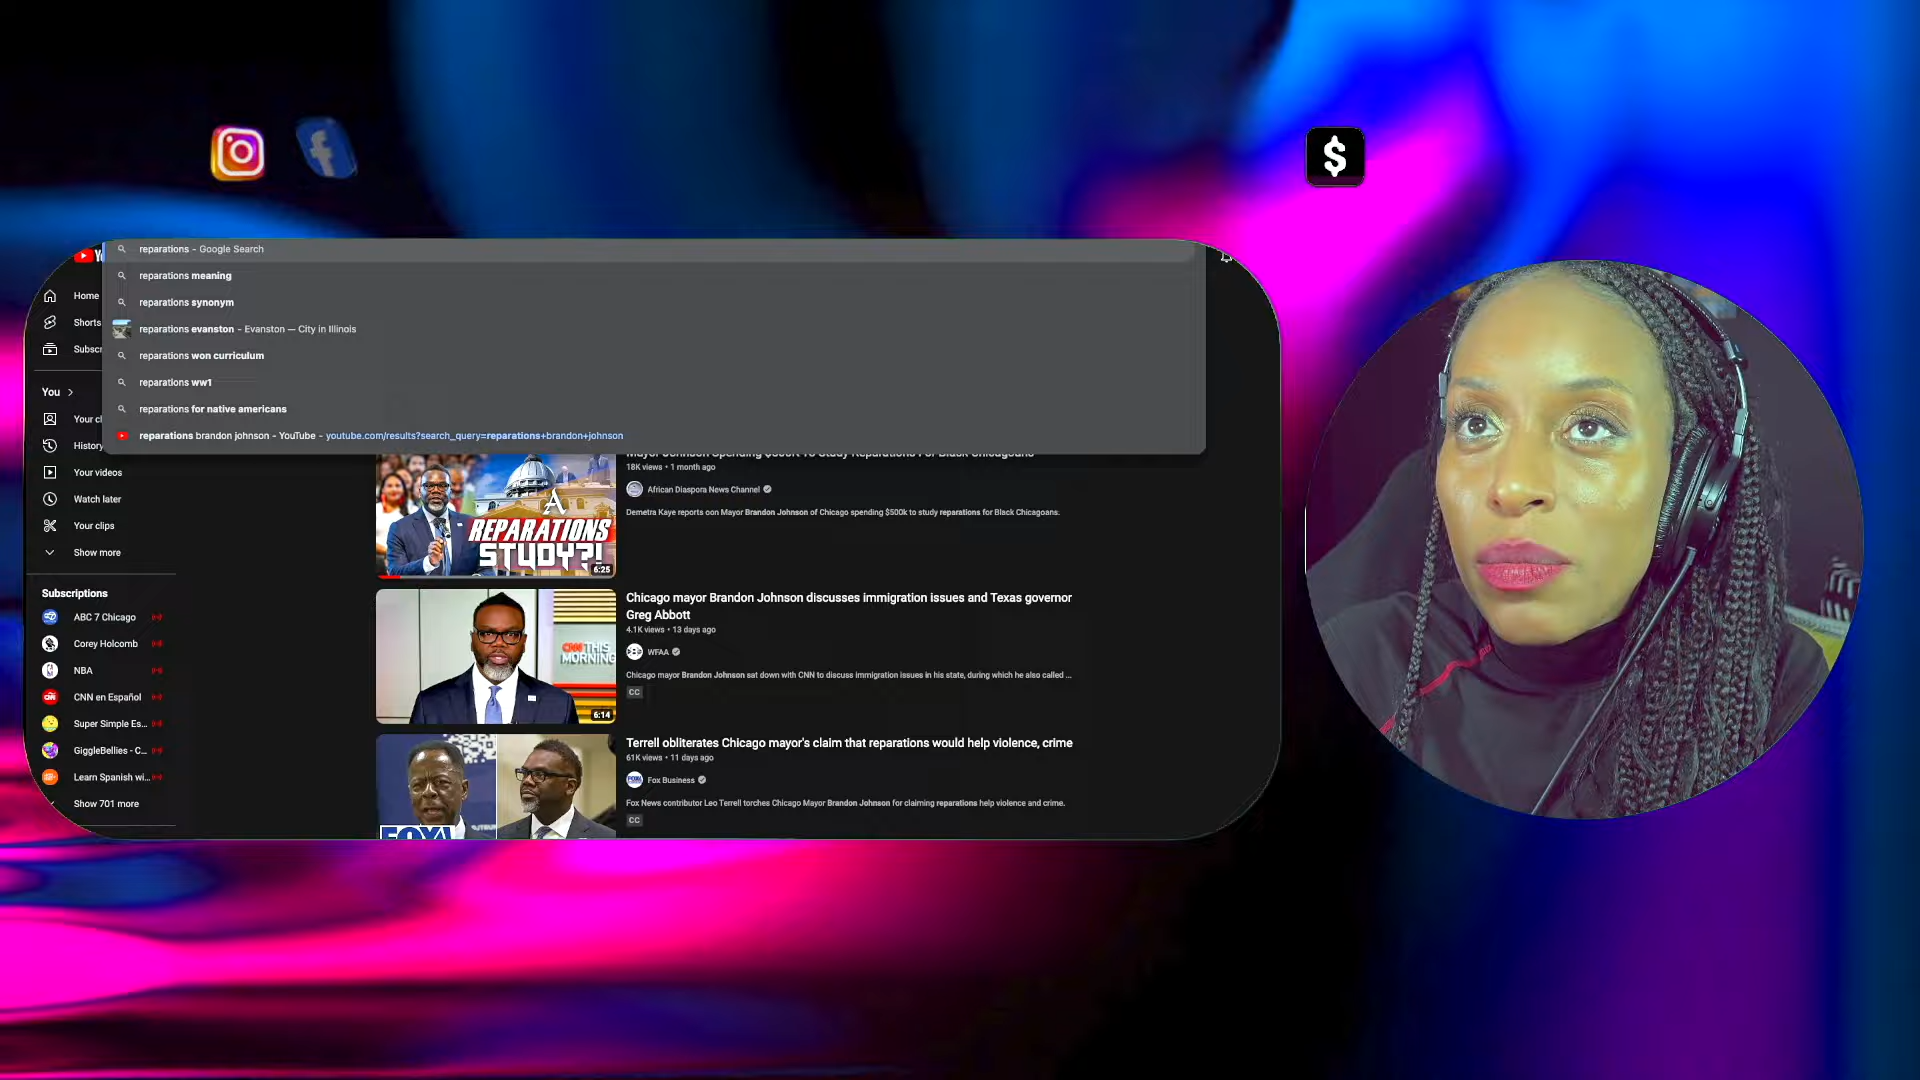 reparations – Google Search
reparations meaning
reparations synonym
reparations evanston – Evanston — City in Illinois
reparations won curriculum
reparations ww1
reparations for native americans
reparations brandon johnson - YouTube - youtube.com/results?search_query=reparations+brandon+johnson
Home
Shorts
You
History
Your videos
Watch later
Your clips
Show more
Subscriptions
ABC 7 Chicago
Corey Holcomb
NBA
CNN en Español
Super Simple Es...
GiggleBellies - C...
Learn Spanish wi...
Show 701 more
REPARATIONS
STUDY?!
6:25
18K views • 1 month ago
African Diaspora News Channel
Demetra Kaye reports oon Mayor Brandon Johnson of Chicago spending $500k to study reparations for Black Chicagoans.
CNN THIS
MORNING
6:14
Chicago mayor Brandon Johnson discusses immigration issues and Texas governor
Greg Abbott
4.1K views • 13 days ago
WFAA
Chicago mayor Brandon Johnson sat down with CNN to discuss immigration issues in his state, during which he also called ...
CC
Terrell obliterates Chicago mayor's claim that reparations would help violence, crime
61K views • 11 days ago
Fox Business
Fox News contributor Leo Terrell torches Chicago Mayor Brandon Johnson for claiming reparations help violence and crime.
CC